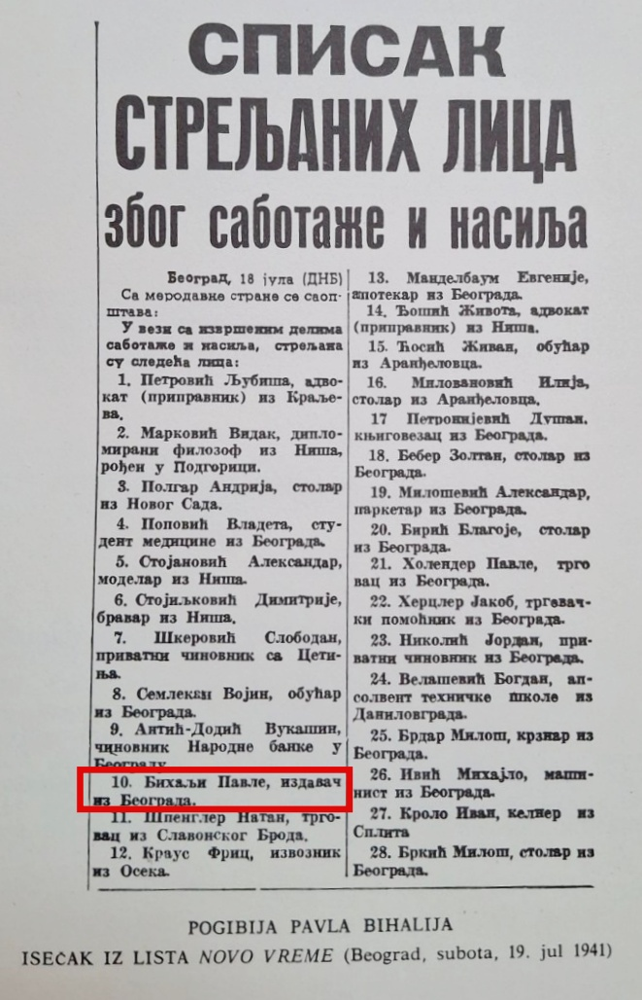 СПИСАК
СТРЕЉАНИХ ЛИЦА
због саботаже и насиља
Београд, 18 јула (ДНБ)
Са меродавне стране се саоп-
штава:
У вези са извршеним делима
саботаже и насиља, стрељана
су следећа лица:
1. Петровић Љубиша, адво-
кат (приправник) из Краље-
ва.
2. Марковић Видак, дипло-
мирани филозоф из Ниша,
рођен у Подгорици.
3. Полгар Андрија, столар
из Новог Сада.
4. Поповић Владета, сту-
дент медицине из Београда.
5. Стојановић Александар,
моделар из Ниша.
6. Стојиљковић Димитрије,
бравар из Ниша.
7. Шкеровић Слободан,
приватни чиновник са Цети-
ња.
8. Семлекан Војин, обућар
из Београда.
9. Антић-Додић Вукашин,
чиновник Народне банке у
Београду
10. Бихаљи Павле, издавач
из Београда.
11. Шпенглер Натан, трго-
вац из Славонског Брода.
12. Краус Фриц, извозник
из Осека.
13. Манделбаум Евгеније,
апотекар из Београда.
14. Ћошић Живота, адвокат
(приправник) из Ниша.
15. Ћосић Живан, обућар
из Аранђеловца.
16. Миловановић Илија,
столар из Аранђеловца.
17 Петронијевић Душан,
књиговезац из Београда.
18. Бебер Золтан, столар из
Београда.
19. Милошевић Александар,
паркетар из Београда.
20. Бирић Благоје, столар
из Београда.
21. Холендер Павле, трго
вац из Београда.
22. Херцлер Јакоб, тргвач-
ки помоћник из Београда.
23. Николић Јордан, при-
ватни чиновник из Београда.
24. Велашевић Богдан, ап-
солвент техничке школе из
Даниловграда.
25. Брдар Милош, крзнар из
Београда.
26. Ивић Михајло, маши-
нист из Београда.
27. Кроло Иван, келнер из
Сплита
28. Бркић Милош, столар из
Београда.
POGIBIJA PAVLA BIHALIJA
ISEČAK IZ LISTA NOVO VREME (Beograd, subota, 19. jul 1941)